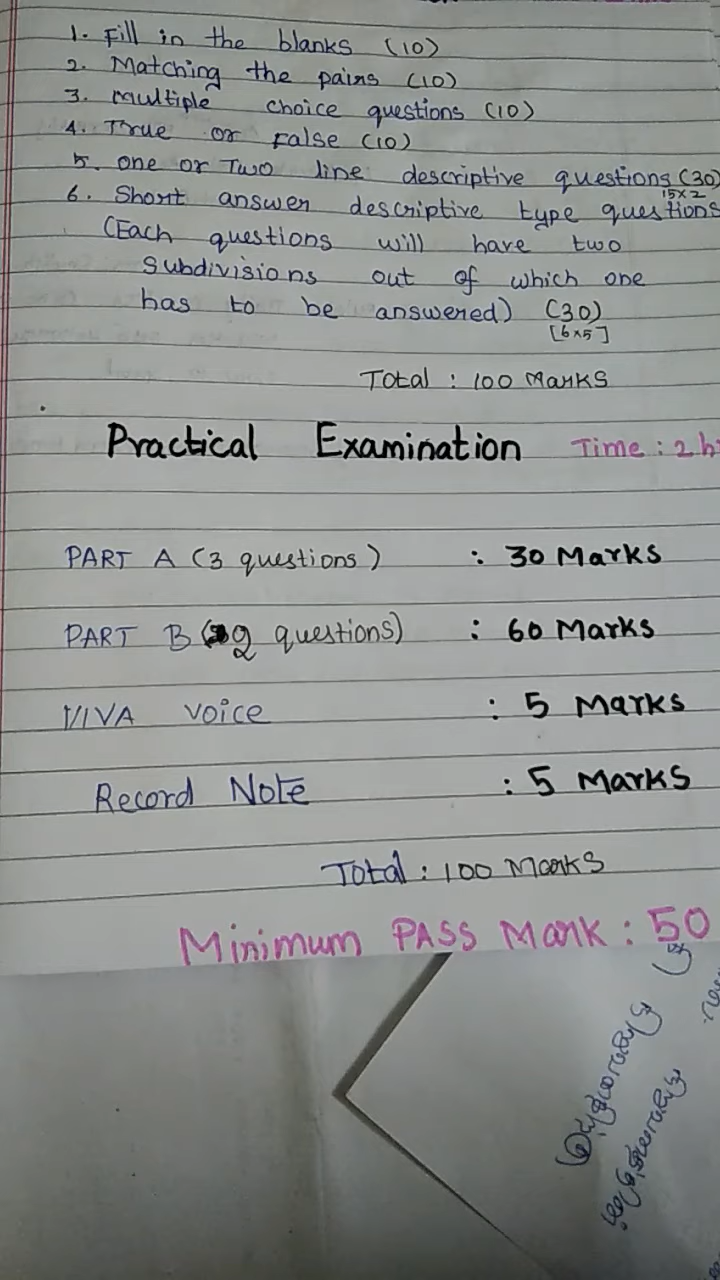 1. Fill in the blanks (10)
2. Matching the pairs (10)
3. Multiple choice questions (10)
4. True or False (10)
5. One or Two line descriptive questions (30)
15x2
6. Short answer descriptive type questions
(Each questions will have two
subdivisions out of which one
has to be answered) (30)
[6x5]
Total : 100 Marks
Practical Examination Time : 2 h
PART A (3 questions) : 30 Marks
PART B (2 questions) : 60 Marks
VIVA voice : 5 Marks
Record Note : 5 Marks
Total : 100 Marks
Minimum PASS Mark : 50